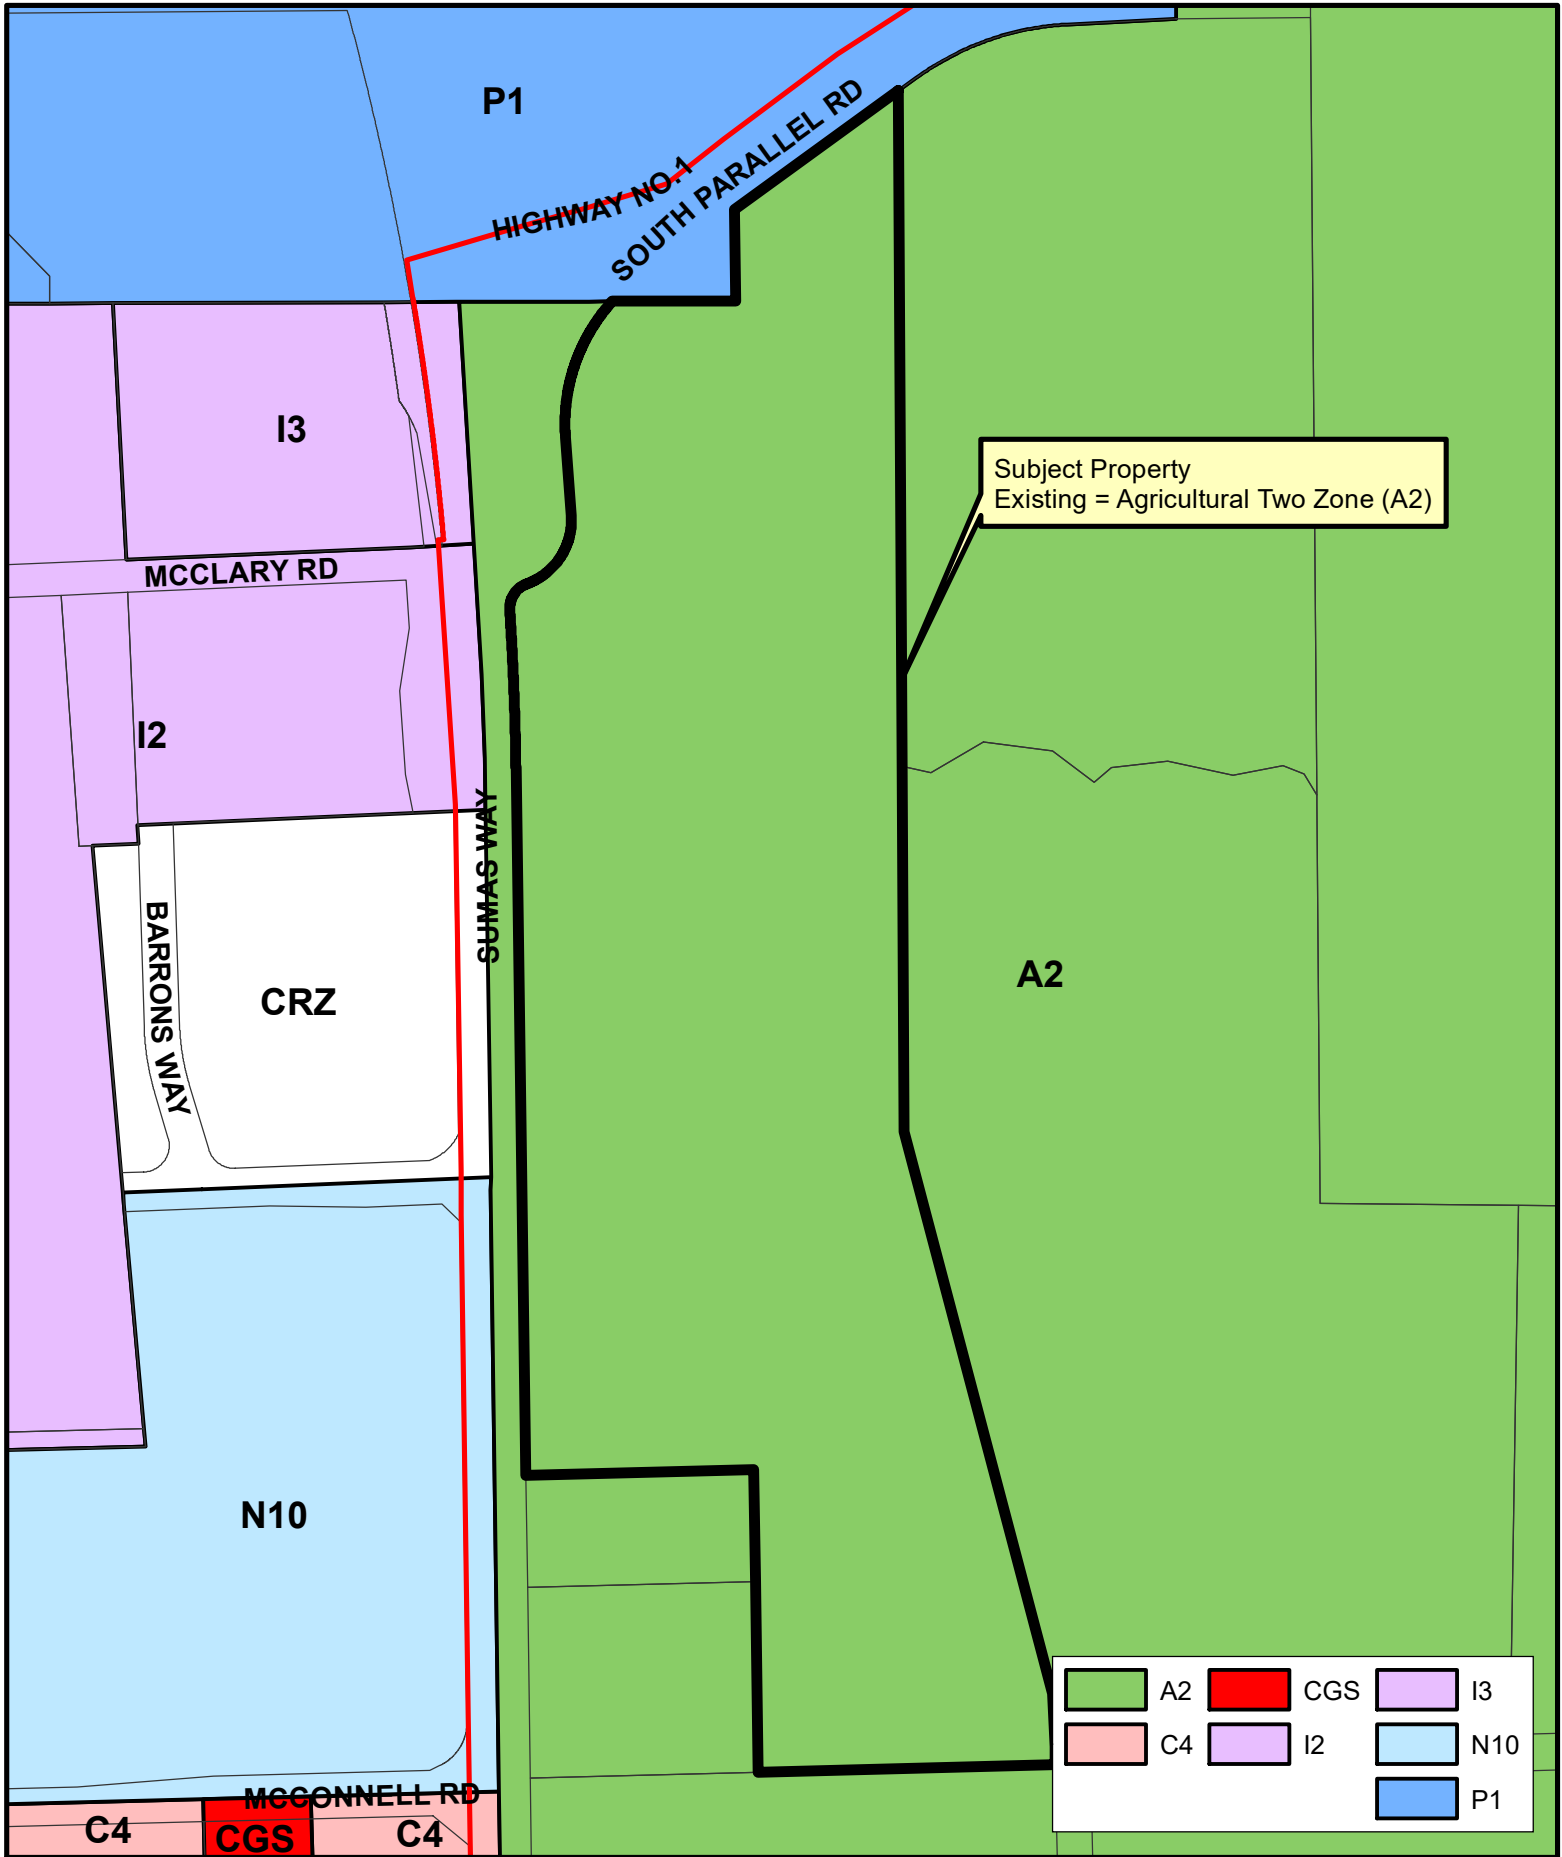 P1
HIGHWAY NO.1
SOUTH PARALLEL RD
I3
Subject Property
Existing = Agricultural Two Zone (A2)
MCCLARY RD
I2
SUMAS WAY
BARRONS WAY
CRZ
A2
N10
MCCONNELL RD
C4
CGS
C4
A2
CGS
I3
C4
I2
N10
P1